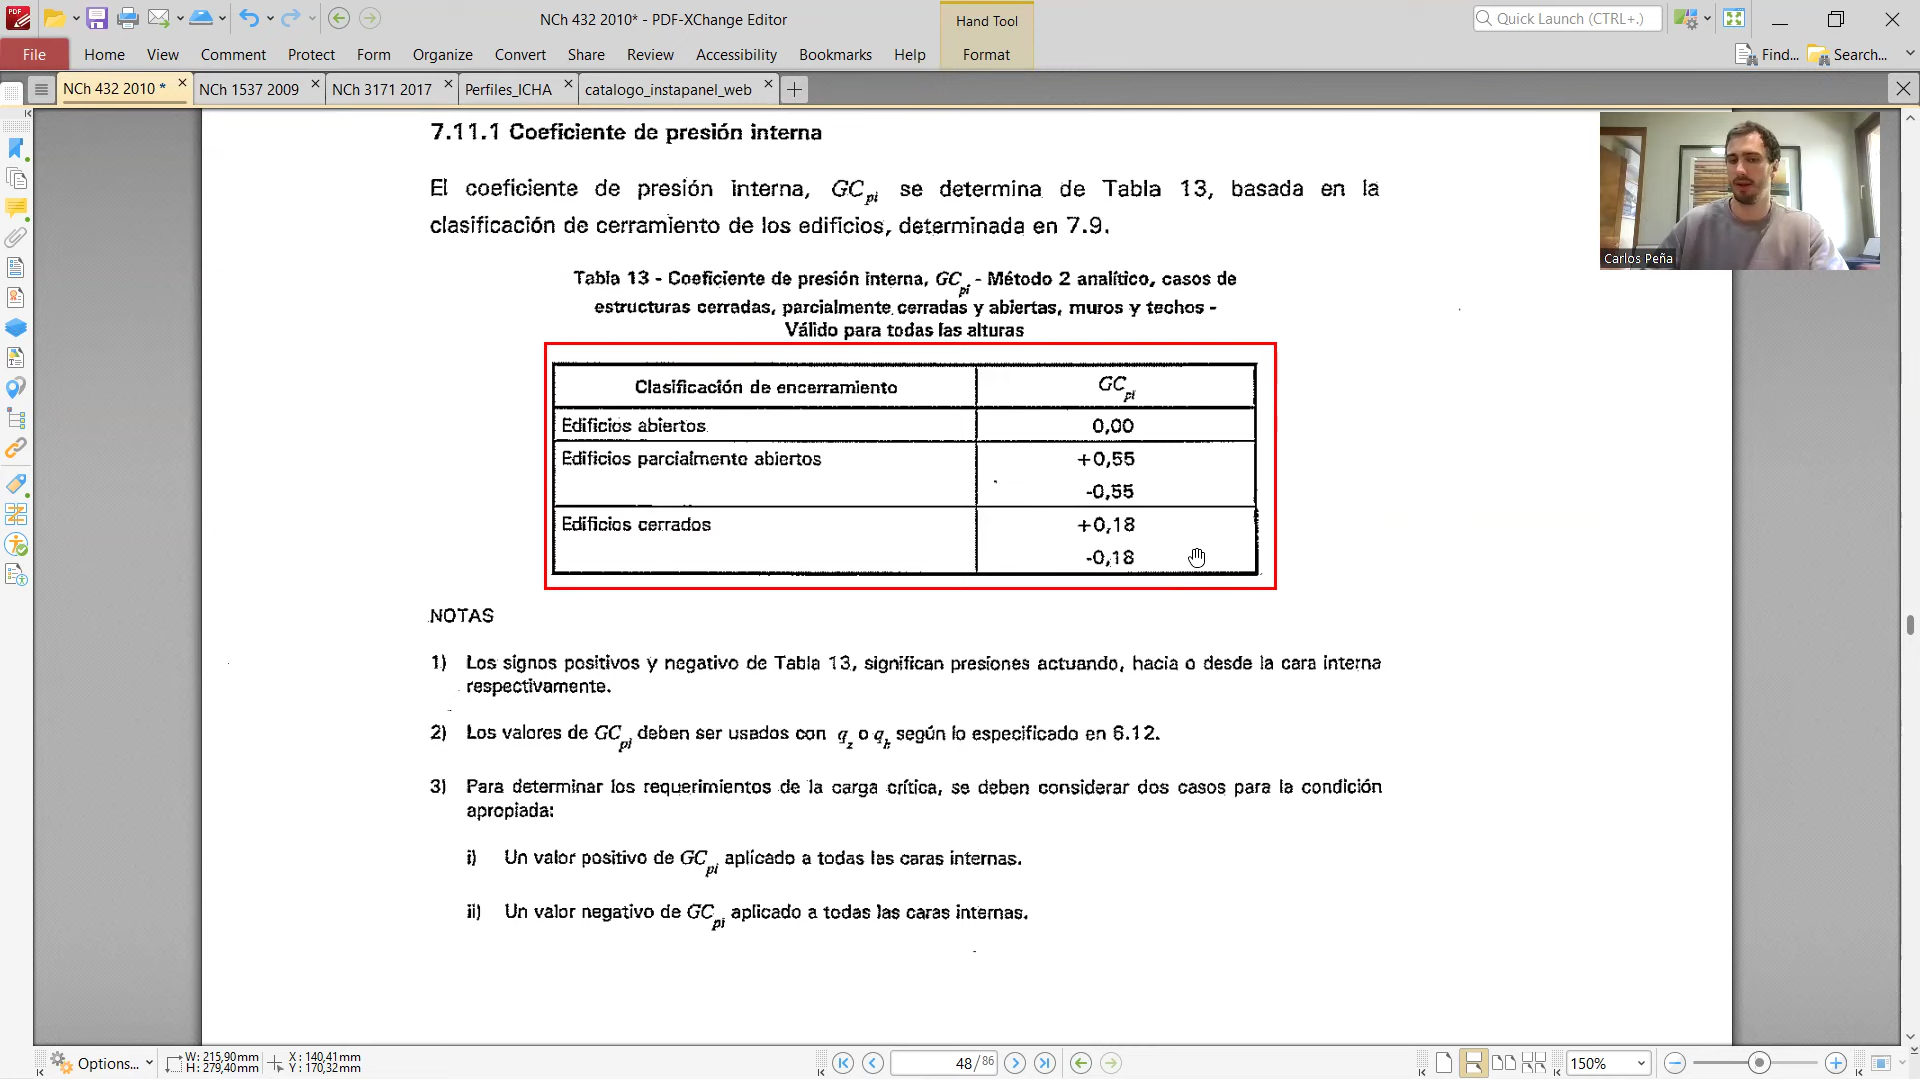 NCh 432 2010* - PDF-XChange Editor
Hand Tool
Quick Launch (CTRL+.)
File
Home
View
Comment
Protect
Form
Organize
Convert
Share
Review
Accessibility
Bookmarks
Help
Format
Find...
Search...
NCh 432 2010 *
NCh 1537 2009
NCh 3171 2017
Perfiles_ICHA
catalogo_instapanel_web
Carlos Peña
7.11.1 Coeficiente de presión interna
El coeficiente de presión interna, GCpi se determina de Tabla 13, basada en la
clasificación de cerramiento de los edificios, determinada en 7.9.
Tabla 13 - Coeficiente de presión interna, GCpi - Método 2 analítico, casos de
estructuras cerradas, parcialmente cerradas y abiertas, muros y techos -
Válido para todas las alturas
Clasificación de encerramiento GCpi
Edificios abiertos 0,00
Edificios parcialmente abiertos +0,55
-0,55
Edificios cerrados +0,18
-0,18
NOTAS
1) Los signos positivos y negativo de Tabla 13, significan presiones actuando, hacia o desde la cara interna
respectivamente.
2) Los valores de GCpi deben ser usados con qz o qh según lo especificado en 6.12.
3) Para determinar los requerimientos de la carga crítica, se deben considerar dos casos para la condición
apropiada:
i) Un valor positivo de GCpi aplicado a todas las caras internas.
ii) Un valor negativo de GCpi aplicado a todas las caras internas.
Options...
W: 215,90mm
H: 279,40mm
X : 140,41mm
Y : 170,32mm
48 / 86
150%